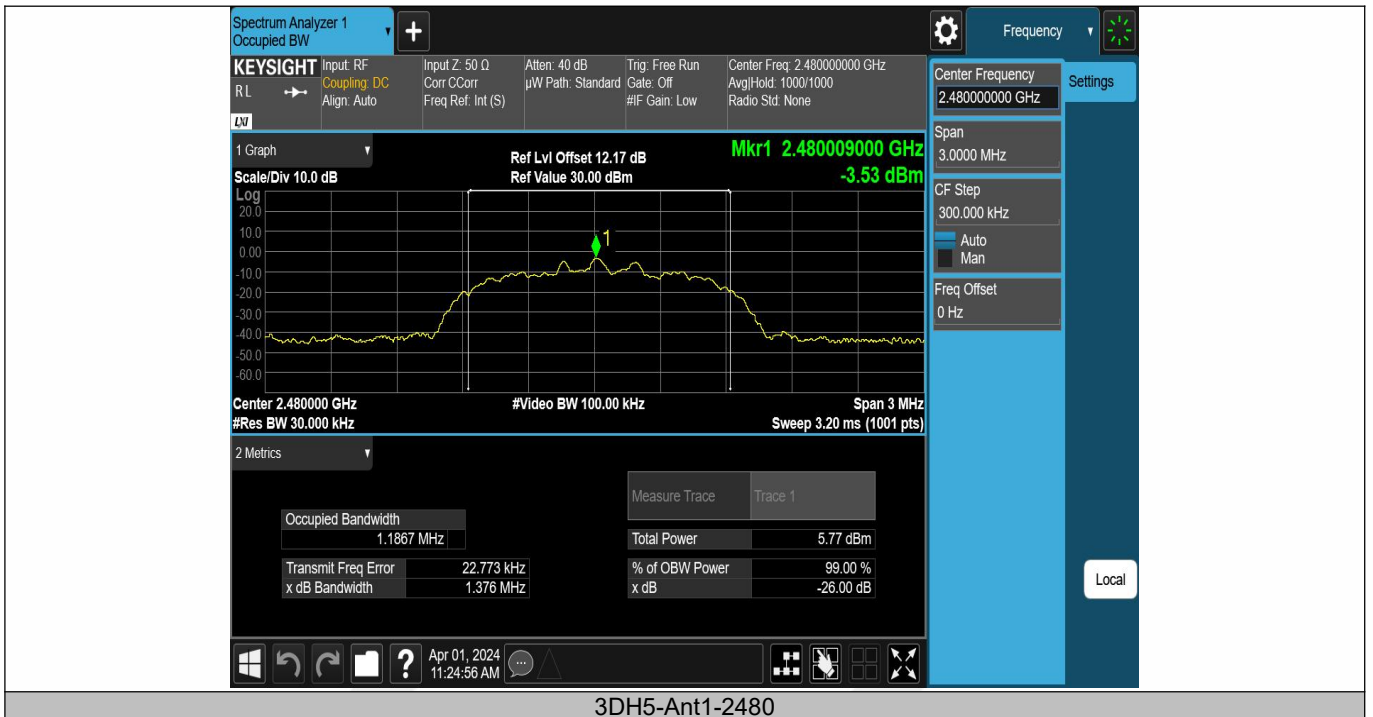 Spectrum Analyzer 1
Occupied BW
+
Frequency
KEYSIGHT
RL
LXI
Input: RF
Coupling: DC
Align: Auto
Input Z: 50 Ω
Corr CCorr
Freq Ref: Int (S)
Atten: 40 dB
µW Path: Standard
Trig: Free Run
Gate: Off
#IF Gain: Low
Center Freq: 2.480000000 GHz
Avg|Hold: 1000/1000
Radio Std: None
Center Frequency
2.480000000 GHz
Settings
Span
3.0000 MHz
CF Step
300.000 kHz
Auto
Man
Freq Offset
0 Hz
Local
1 Graph
Scale/Div 10.0 dB
Ref Lvl Offset 12.17 dB
Ref Value 30.00 dBm
Mkr1 2.480009000 GHz
-3.53 dBm
Log
20.0
10.0
0.00
-10.0
-20.0
-30.0
-40.0
-50.0
-60.0
1
Center 2.480000 GHz
#Video BW 100.00 kHz
Span 3 MHz
#Res BW 30.000 kHz
Sweep 3.20 ms (1001 pts)
2 Metrics
Measure Trace Trace 1
Occupied Bandwidth
1.1867 MHz
Total Power 5.77 dBm
Transmit Freq Error 22.773 kHz
% of OBW Power 99.00 %
x dB Bandwidth 1.376 MHz
x dB -26.00 dB
?
Apr 01, 2024
11:24:56 AM
3DH5-Ant1-2480